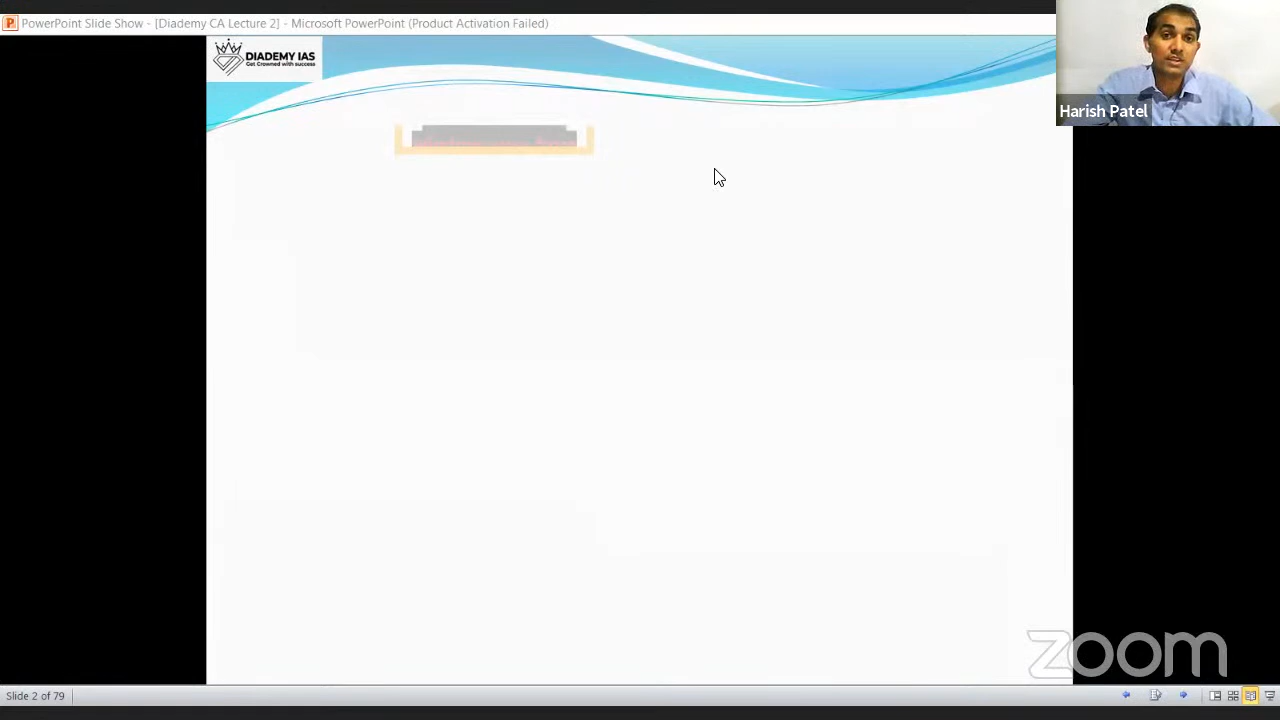 PowerPoint Slide Show - [Diademy CA Lecture 2] - Microsoft PowerPoint (Product Activation Failed)
DIADEMY IAS
Get Crowned with success
Harish Patel
zoom
Slide 2 of 79